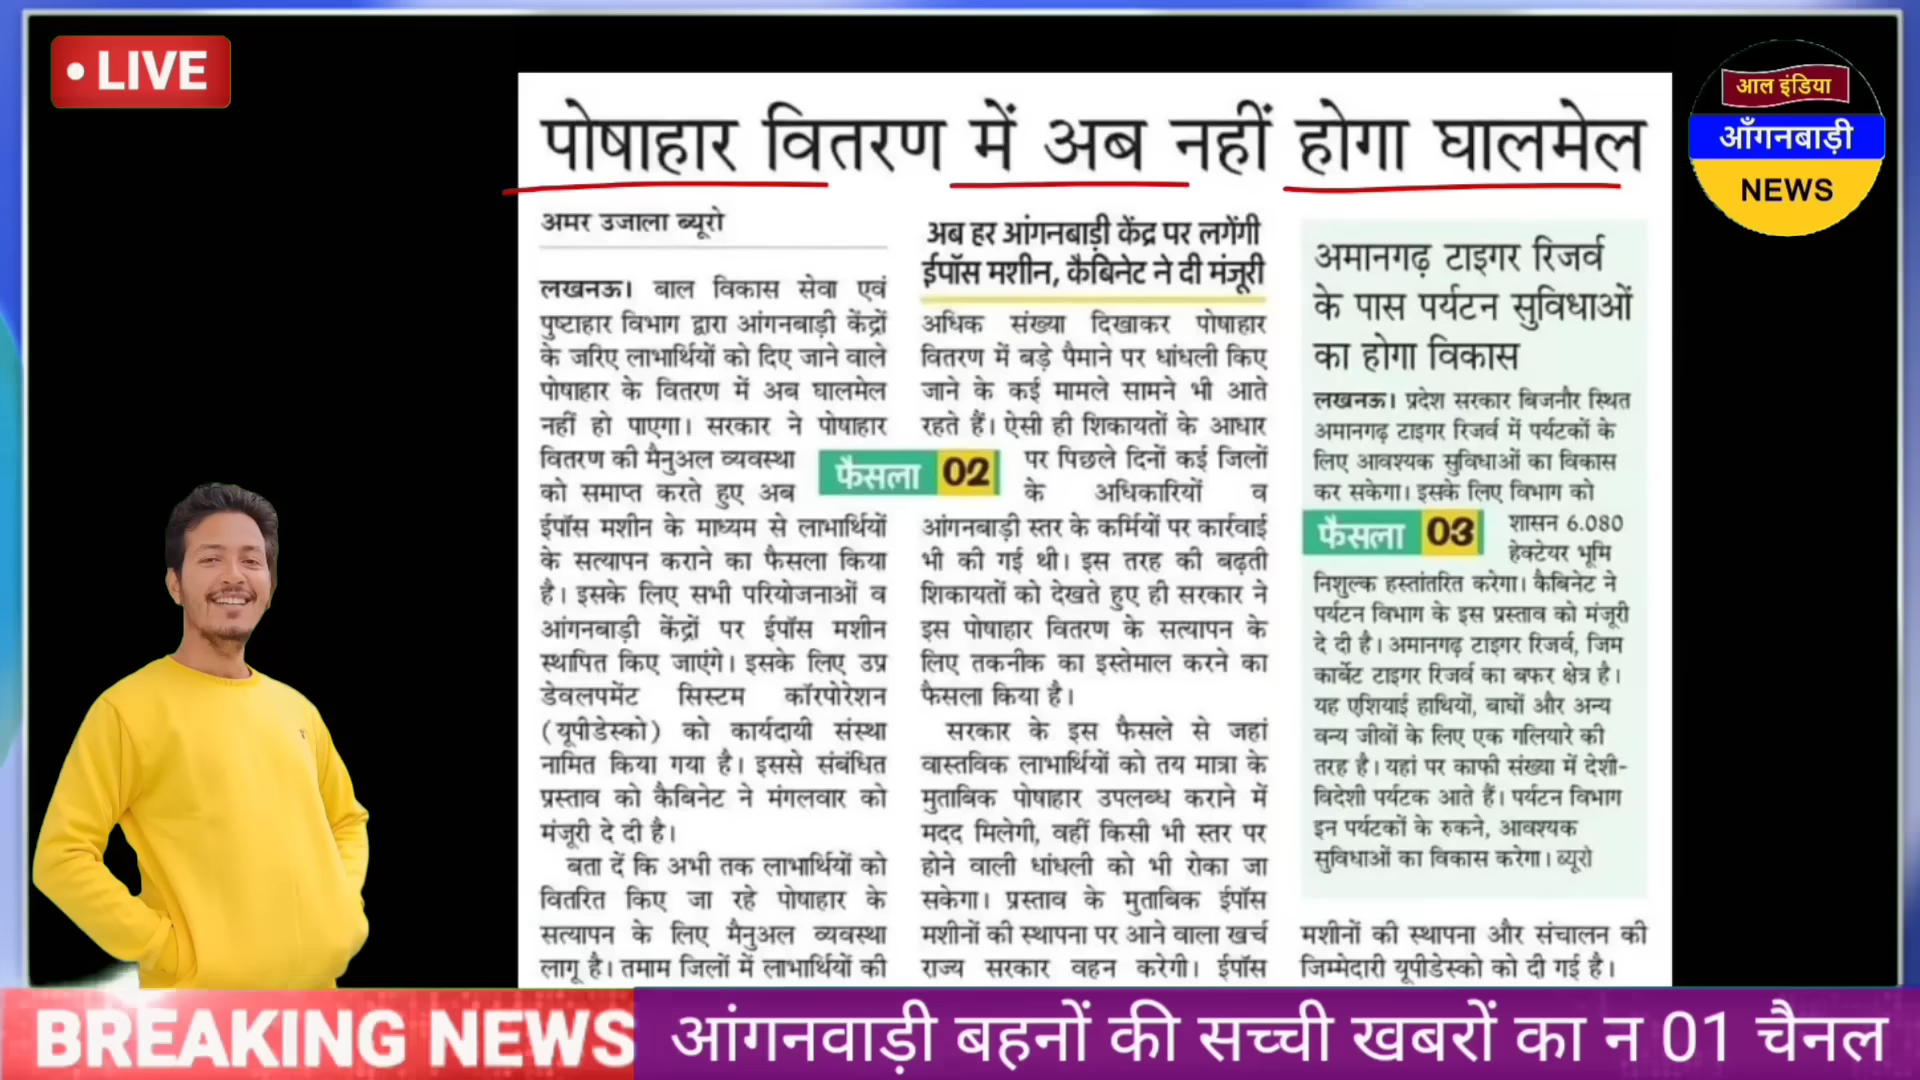 • LIVE
आल इंडिया
आँगनबाड़ी
NEWS
पोषाहार वितरण में अब नहीं होगा घालमेल
अमर उजाला ब्यूरो
लखनऊ। बाल विकास सेवा एवं
पुष्टाहार विभाग द्वारा आंगनबाड़ी केंद्रों
के जरिए लाभार्थियों को दिए जाने वाले
पोषाहार के वितरण में अब घालमेल
नहीं हो पाएगा। सरकार ने पोषाहार
वितरण की मैनुअल व्यवस्था
को समाप्त करते हुए अब
ईपॉस मशीन के माध्यम से लाभार्थियों
के सत्यापन कराने का फैसला किया
है। इसके लिए सभी परियोजनाओं व
आंगनबाड़ी केंद्रों पर ईपॉस मशीन
स्थापित किए जाएंगे। इसके लिए उप्र
डेवलपमेंट सिस्टम कॉरपोरेशन
(यूपीडेस्को) को कार्यदायी संस्था
नामित किया गया है। इससे संबंधित
प्रस्ताव को कैबिनेट ने मंगलवार को
मंजूरी दे दी है।
बता दें कि अभी तक लाभार्थियों को
वितरित किए जा रहे पोषाहार के
सत्यापन के लिए मैनुअल व्यवस्था
लागू है। तमाम जिलों में लाभार्थियों की
फैसला 02
अब हर आंगनबाड़ी केंद्र पर लगेंगी
ईपॉस मशीन, कैबिनेट ने दी मंजूरी
अधिक संख्या दिखाकर पोषाहार
वितरण में बड़े पैमाने पर धांधली किए
जाने के कई मामले सामने भी आते
रहते हैं। ऐसी ही शिकायतों के आधार
पर पिछले दिनों कई जिलों
के अधिकारियों व
आंगनबाड़ी स्तर के कर्मियों पर कार्रवाई
भी की गई थी। इस तरह की बढ़ती
शिकायतों को देखते हुए ही सरकार ने
इस पोषाहार वितरण के सत्यापन के
लिए तकनीक का इस्तेमाल करने का
फैसला किया है।
सरकार के इस फैसले से जहां
वास्तविक लाभार्थियों को तय मात्रा के
मुताबिक पोषाहार उपलब्ध कराने में
मदद मिलेगी, वहीं किसी भी स्तर पर
होने वाली धांधली को भी रोका जा
सकेगा। प्रस्ताव के मुताबिक ईपॉस
मशीनों की स्थापना पर आने वाला खर्च
राज्य सरकार वहन करेगी। ईपॉस
अमानगढ़ टाइगर रिजर्व
के पास पर्यटन सुविधाओं
का होगा विकास
लखनऊ। प्रदेश सरकार बिजनौर स्थित
अमानगढ़ टाइगर रिजर्व में पर्यटकों के
लिए आवश्यक सुविधाओं का विकास
कर सकेगा। इसके लिए विभाग को
फैसला 03
शासन 6.080
हेक्टेयर भूमि
निशुल्क हस्तांतरित करेगा। कैबिनेट ने
पर्यटन विभाग के इस प्रस्ताव को मंजूरी
दे दी है। अमानगढ़ टाइगर रिजर्व, जिम
कार्बेट टाइगर रिजर्व का बफर क्षेत्र है।
यह एशियाई हाथियों, बाघों और अन्य
वन्य जीवों के लिए एक गलियारे की
तरह है। यहां पर काफी संख्या में देशी-
विदेशी पर्यटक आते हैं। पर्यटन विभाग
इन पर्यटकों के रुकने, आवश्यक
सुविधाओं का विकास करेगा। ब्यूरो
मशीनों की स्थापना और संचालन की
जिम्मेदारी यूपीडेस्को को दी गई है।
BREAKING NEWS
आंगनवाड़ी बहनों की सच्ची खबरों का न 01 चैनल